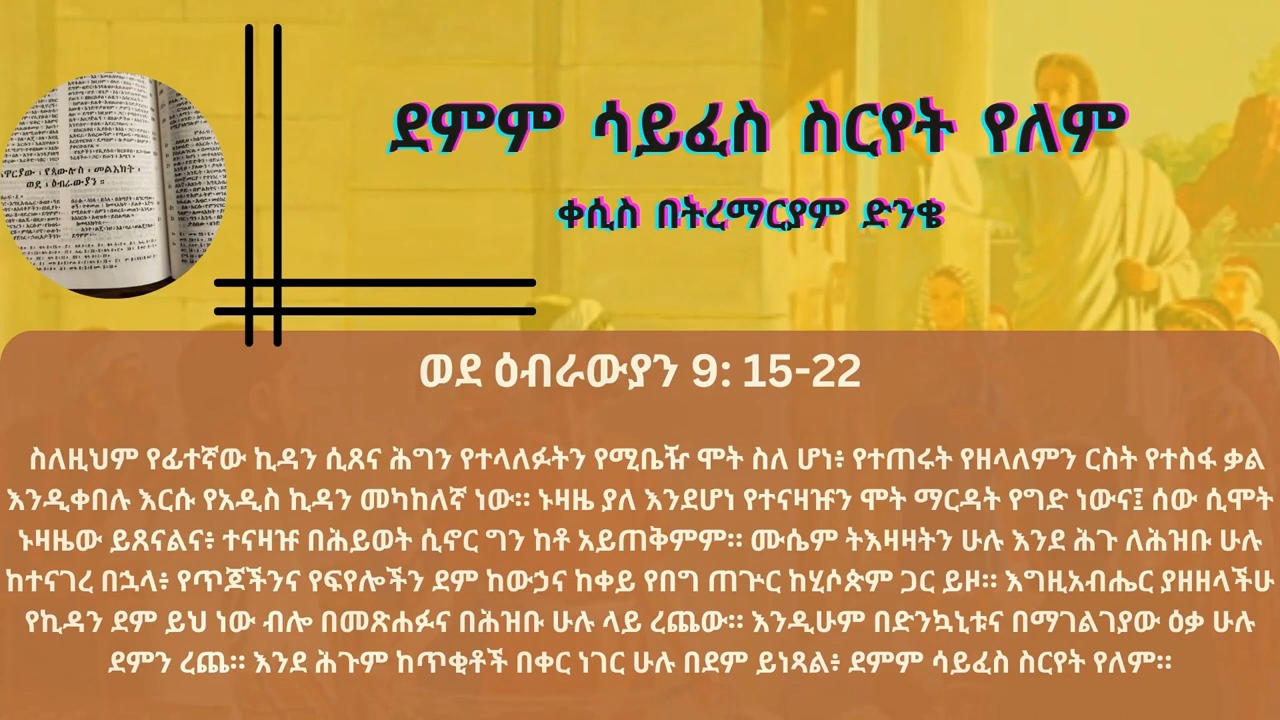 ደምም ሳይፈስ ስርየት የለም
ቀሲስ በትረማርያም ድንቄ
ወደ ፡ ዕብራውያን ።
ወደ ዕብራውያን 9: 15-22
ስለዚህም የፊተኛው ኪዳን ሲጸና ሕግን የተላለፉትን የሚቤዥ ሞት ስለ ሆነ፥ የተጠሩት የዘላለምን ርስት የተስፋ ቃል
እንዲቀበሉ እርሱ የአዲስ ኪዳን መካከለኛ ነው። ኑዛዜ ያለ እንደሆነ የተናዛዡን ሞት ማርዳት የግድ ነውና፤ ሰው ሲሞት
ኑዛዜው ይጸናልና፥ ተናዛዡ በሕይወት ሲኖር ግን ከቶ አይጠቅምም። ሙሴም ትእዛዛትን ሁሉ እንደ ሕጉ ለሕዝቡ ሁሉ
ከተናገረ በኋላ፥ የጥጆችንና የፍየሎችን ደም ከውኃና ከቀይ የበግ ጠጕር ከሂሶጵም ጋር ይዞ። እግዚአብሔር ያዘዘላችሁ
የኪዳን ደም ይህ ነው ብሎ በመጽሐፉና በሕዝቡ ሁሉ ላይ ረጨው። እንዲሁም በድንኳኒቱና በማገልገያው ዕቃ ሁሉ
ደምን ረጨ። እንደ ሕጉም ከጥቂቶች በቀር ነገር ሁሉ በደም ይነጻል፥ ደምም ሳይፈስ ስርየት የለም።